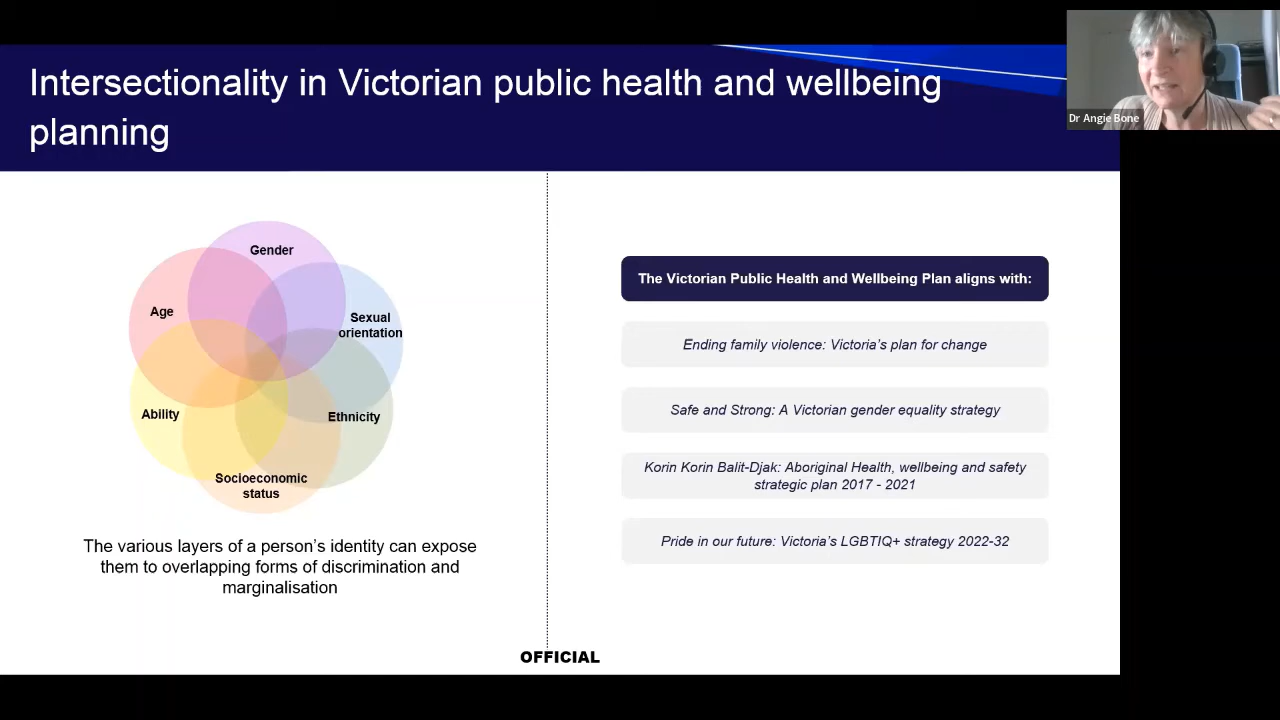 Intersectionality in Victorian public health and wellbeing
planning
Dr Angie Bone
Gender
Age
Sexual
orientation
Ability
Ethnicity
Socioeconomic
status
The various layers of a person's identity can expose
them to overlapping forms of discrimination and
marginalisation
The Victorian Public Health and Wellbeing Plan aligns with:
Ending family violence: Victoria's plan for change
Safe and Strong: A Victorian gender equality strategy
Korin Korin Balit-Djak: Aboriginal Health, wellbeing and safety
strategic plan 2017 - 2021
Pride in our future: Victoria's LGBTIQ+ strategy 2022-32
OFFICIAL